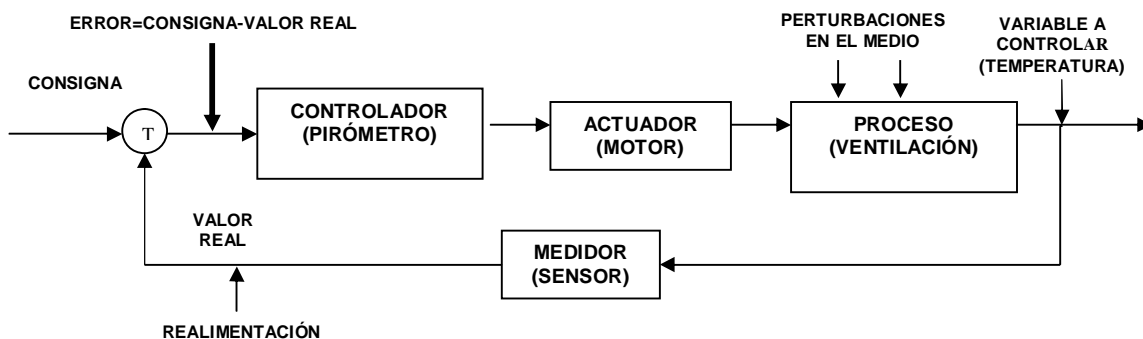 ERROR=CONSIGNA-VALOR REAL
PERTURBACIONES
EN EL MEDIO
VARIABLE A
CONTROLAR
(TEMPERATURA)
CONSIGNA
T
CONTROLADOR
(PIRÓMETRO)
ACTUADOR
(MOTOR)
PROCESO
(VENTILACIÓN)
VALOR
REAL
MEDIDOR
(SENSOR)
REALIMENTACIÓN